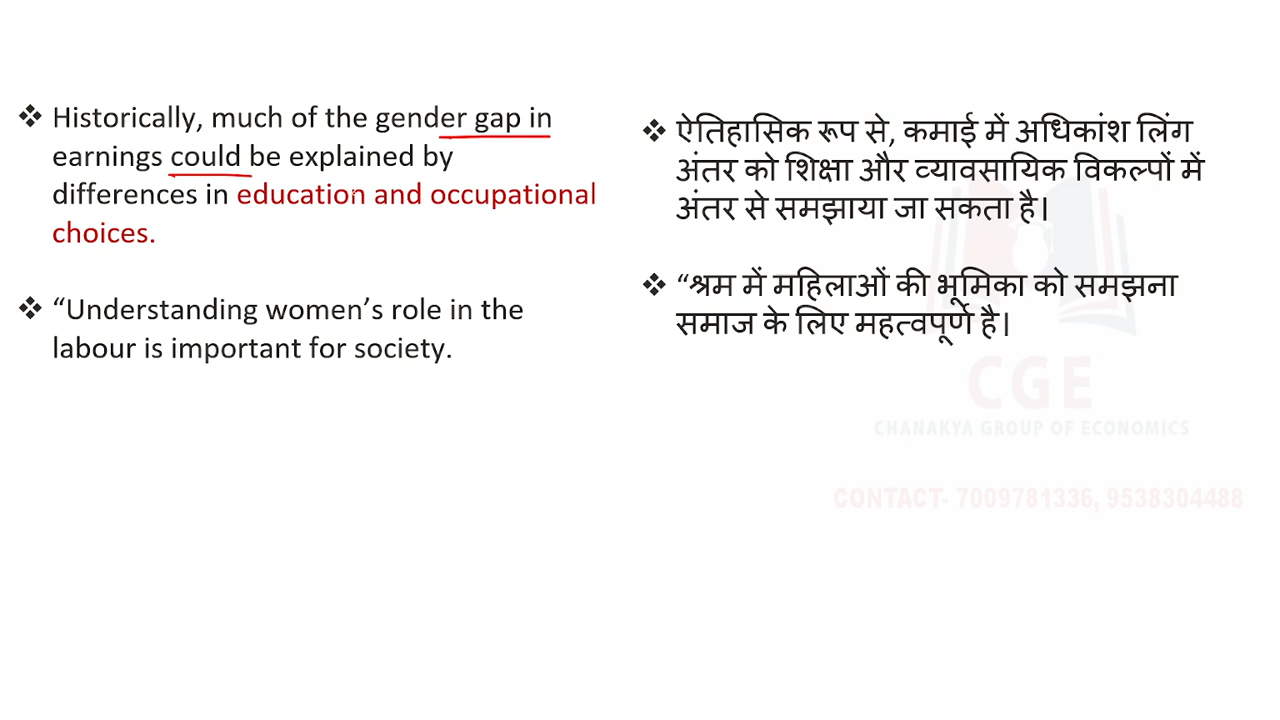 ❖ Historically, much of the gender gap in
earnings could be explained by
differences in education and occupational
choices.
❖ “Understanding women’s role in the
labour is important for society.
❖ ऐतिहासिक रूप से, कमाई में अधिकांश लिंग
अंतर को शिक्षा और व्यावसायिक विकल्पों में
अंतर से समझाया जा सकता है।
❖ “श्रम में महिलाओं की भूमिका को समझना
समाज के लिए महत्वपूर्ण है।
CGE
CHANAKYA GROUP OF ECONOMICS
CONTACT- 7009781336, 9538304488